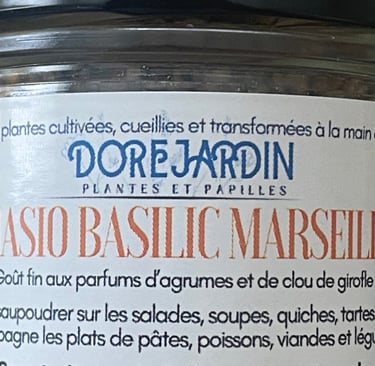 plantes cultivées, cueillies et transformées à la main
DOREJARDIN
PLANTES ET PAPILLES
ASIO BASILIC MARSEILL
Goût fin aux parfums d'agrumes et de clou de girofle
saupoudrer sur les salades, soupes, quiches, tartes
pagne les plats de pâtes, poissons, viandes et légu